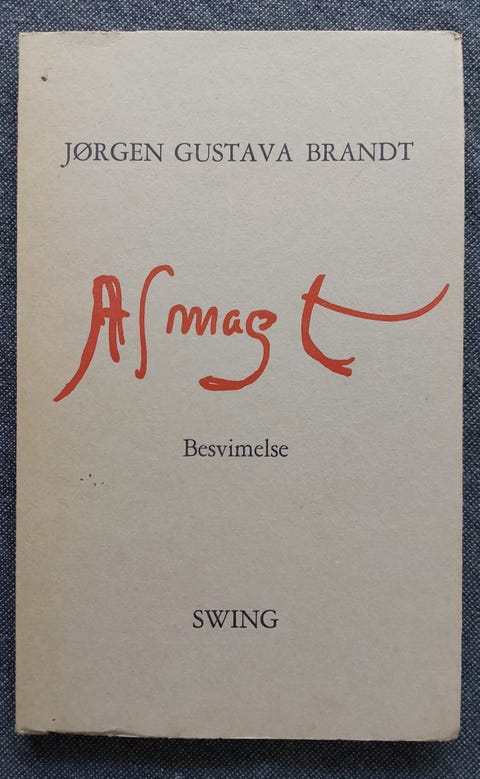 JØRGEN GUSTAVA BRANDT
Afmagt
Besvimelse
SWING